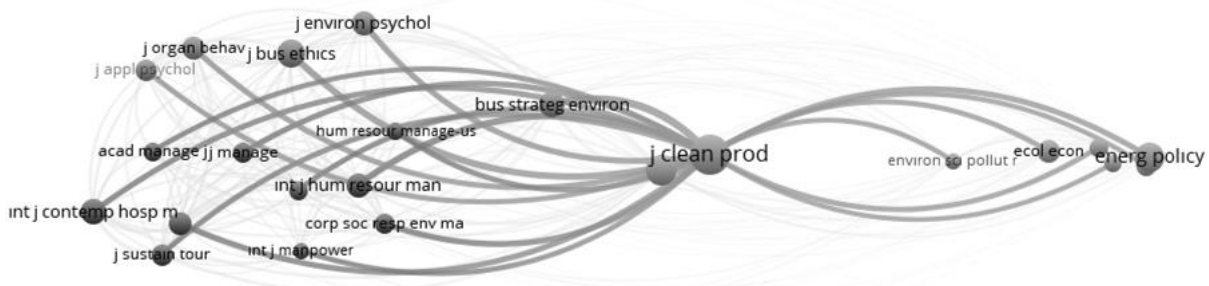 j environ psychol
j organ behav
j bus ethics
j appl psychol
bus strateg environ
hum resour manage-us
acad manage j
j manage
j clean prod
environ sci pollut r
ecol econ
energ policy
int j hum resour man
int j contemp hosp m
corp soc resp env ma
j sustain tour
int j manpower